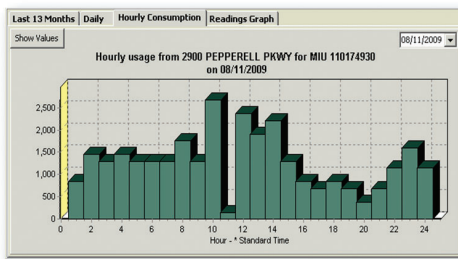 Last 13 Months Daily Hourly Consumption Readings Graph
Show Values 08/11/2009
Hourly usage from 2900 PEPPERELL PKWY for MIU 110174930
on 08/11/2009
2,500
2,000
1,500
1,000
500
0
0 2 4 6 8 10 12 14 16 18 20 22 24
Hour - * Standard Time